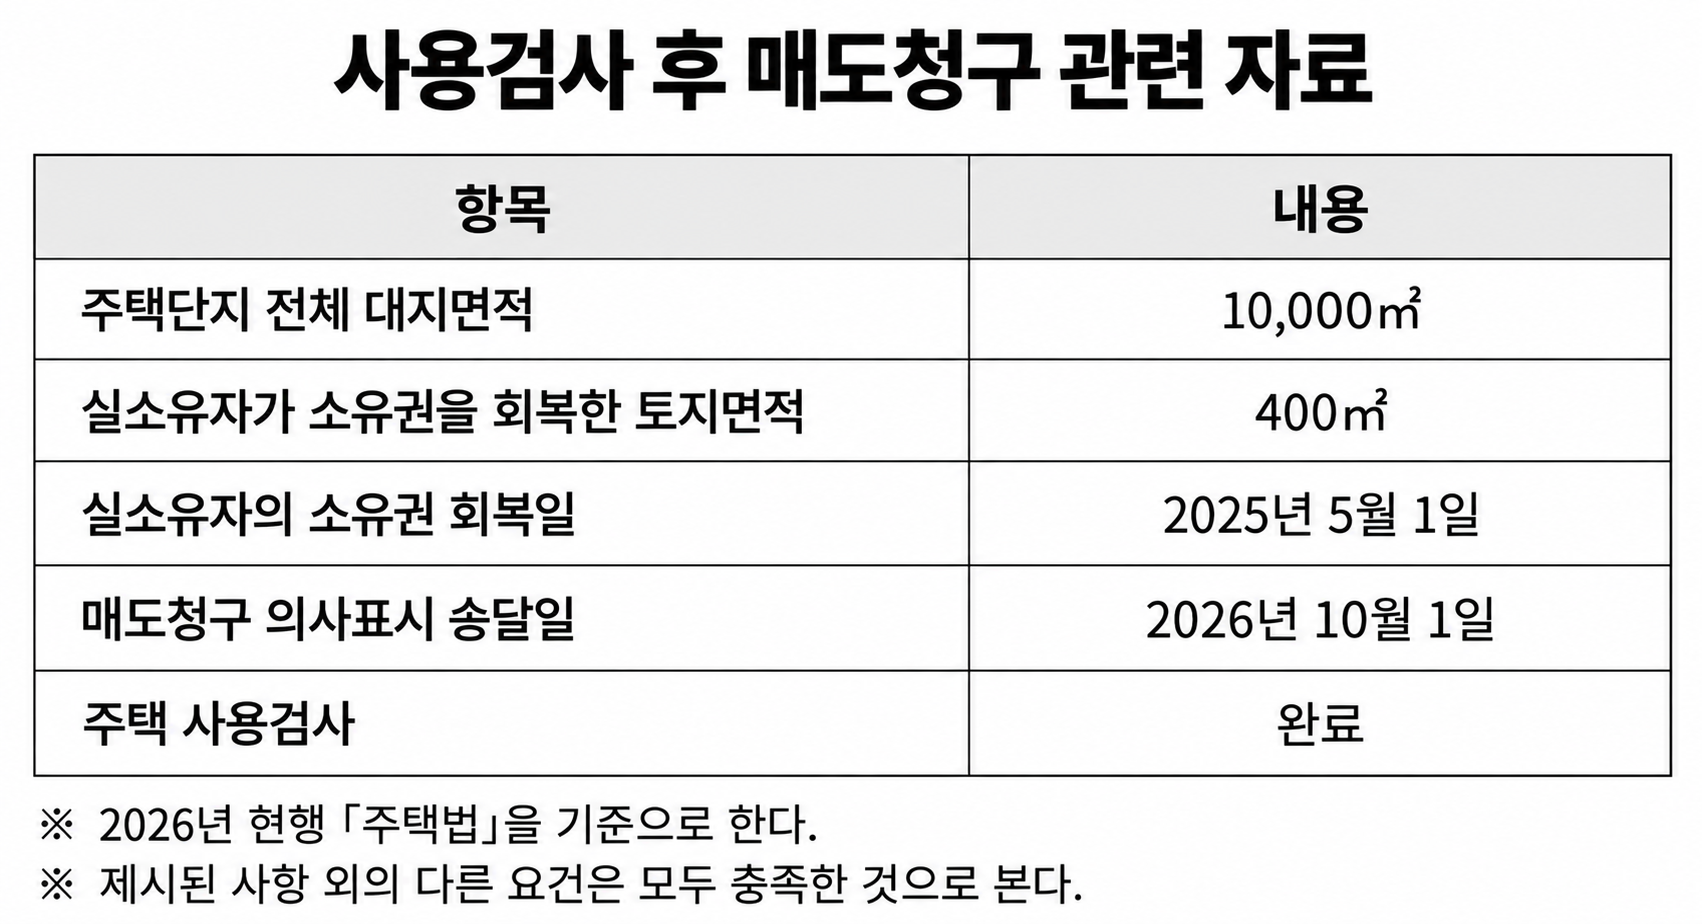 사용검사 후 매도청구 관련 자료
항목 내용
주택단지 전체 대지면적 10,000㎡
실소유자가 소유권을 회복한 토지면적 400㎡
실소유자의 소유권 회복일 2025년 5월 1일
매도청구 의사표시 송달일 2026년 10월 1일
주택 사용검사 완료
※ 2026년 현행 「주택법」을 기준으로 한다.
※ 제시된 사항 외의 다른 요건은 모두 충족한 것으로 본다.